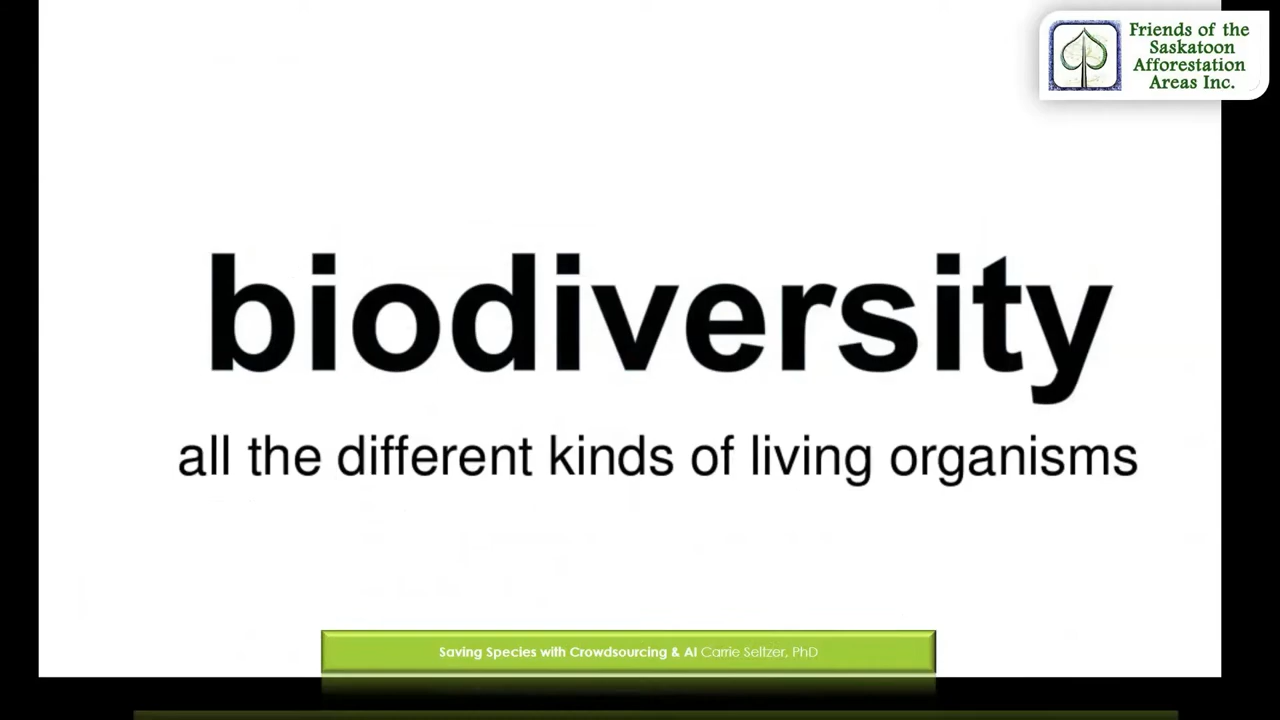 Friends of the
Saskatoon
Afforestation
Areas Inc.
biodiversity
all the different kinds of living organisms
Saving Species with Crowdsourcing & AI Carrie Seltzer, PhD